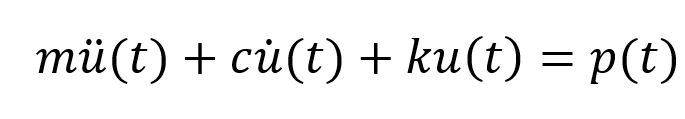 mü(t) + cu̇(t) + ku(t) = p(t)